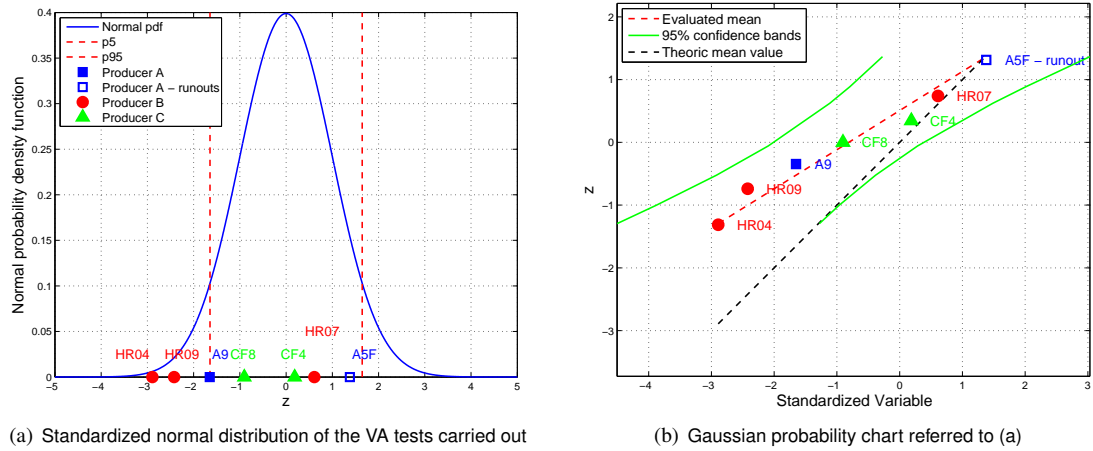 Normal pdf
p5
p95
Producer A
Producer A − runouts
Producer B
Producer C
Normal probability density function
0.4
0.35
0.3
0.25
0.2
0.15
0.1
0.05
0
HR07
HR04 HR09 A9 CF8 CF4 A5F
−5 −4 −3 −2 −1 0 1 2 3 4 5
z
(a) Standardized normal distribution of the VA tests carried out
Evaluated mean
95% confidence bands
Theoric mean value
z
2
1
0
−1
−2
−3
A5F − runout
HR07
CF4
CF8
A9
HR09
HR04
−4 −3 −2 −1 0 1 2 3
Standardized Variable
(b) Gaussian probability chart referred to (a)